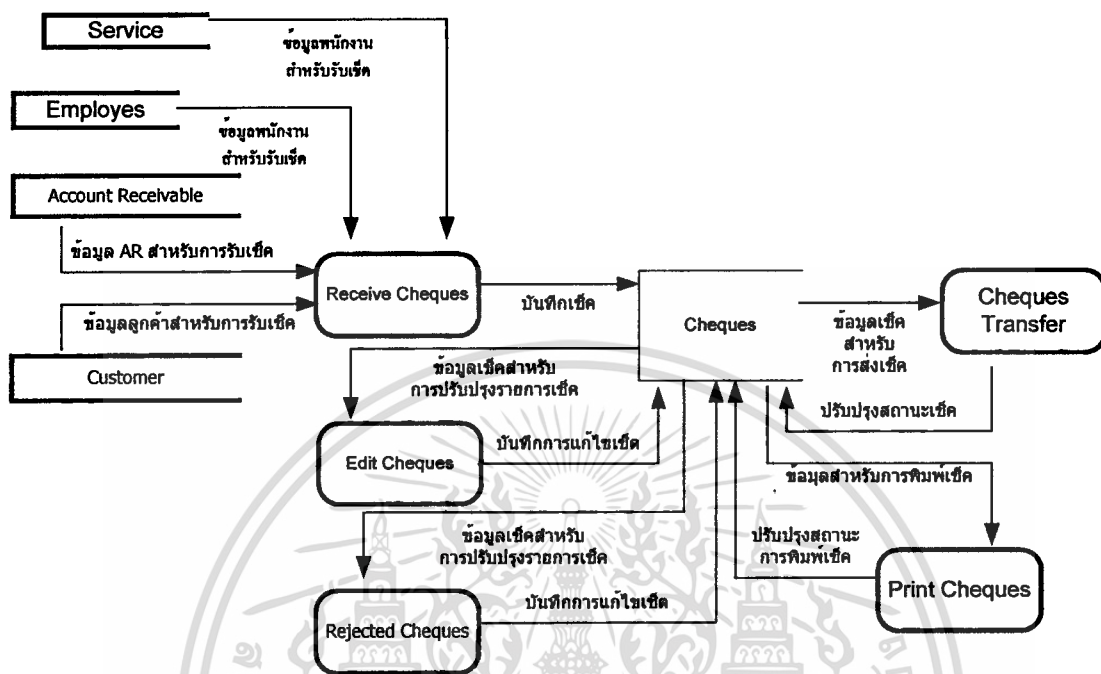 Service
ข้อมูลพนักงาน
สำหรับรับเช็ค
Employes
ข้อมูลพนักงาน
สำหรับรับเช็ค
Account Receivable
ข้อมูล AR สำหรับการรับเช็ค
Receive Cheques
บันทึกเช็ค
Cheques
ข้อมูลเช็ค
สำหรับ
การส่งเช็ค
Cheques
Transfer
ข้อมูลลูกค้าสำหรับการรับเช็ค
Customer
ข้อมูลเช็คสำหรับ
การปรับปรุงรายการเช็ค
ปรับปรุงสถานะเช็ค
Edit Cheques
บันทึกการแก้ไขเช็ค
ข้อมูลสำหรับการพิมพ์เช็ค
ข้อมูลเช็คสำหรับ
การปรับปรุงรายการเช็ค
ปรับปรุงสถานะ
การพิมพ์เช็ค
Print Cheques
บันทึกการแก้ไขเช็ค
Rejected Cheques